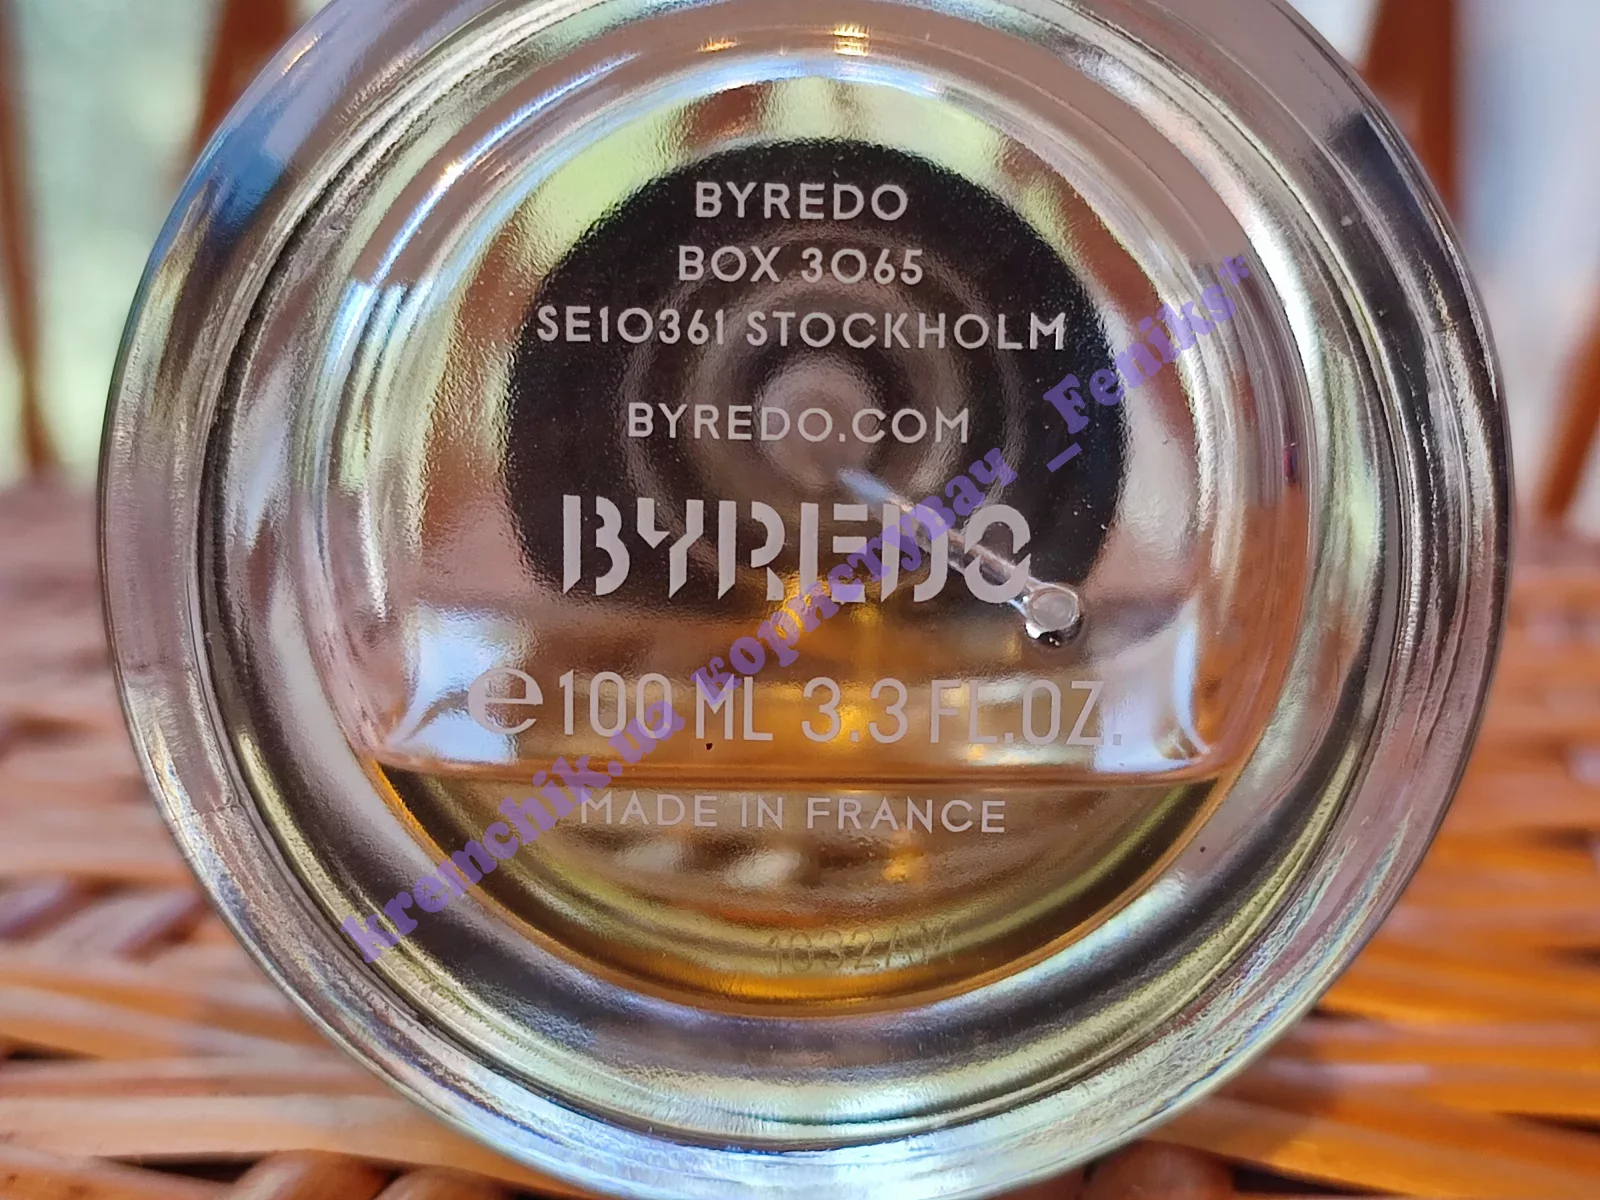 BYREDO
BOX 3065
SE10361 STOCKHOLM
BYREDO.COM
BYREDO
e 100 ML 3.3 FL.OZ.
MADE IN FRANCE
1032AM
kremchik.ua користувач _Feniks*